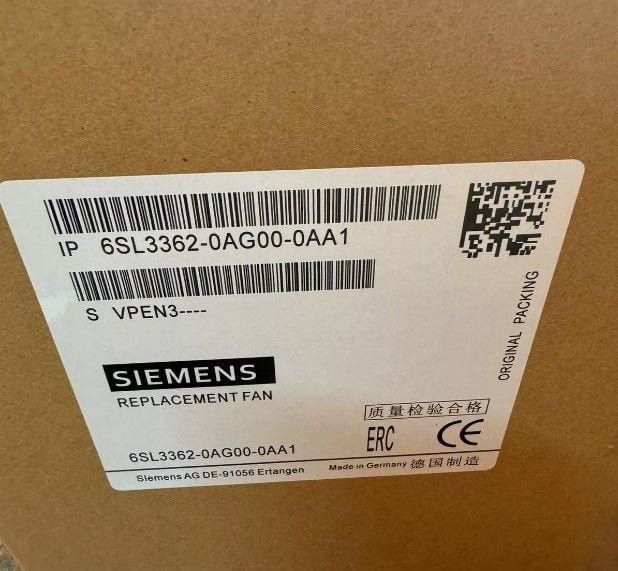 IP 6SL3362-0AG00-0AA1
S VPEN3----
ORIGINAL PACKING
SIEMENS
REPLACEMENT FAN
质量检验合格
ERC CE
6SL3362-0AG00-0AA1
Siemens AG DE-91056 Ertangen
Made in Germany 德国制造